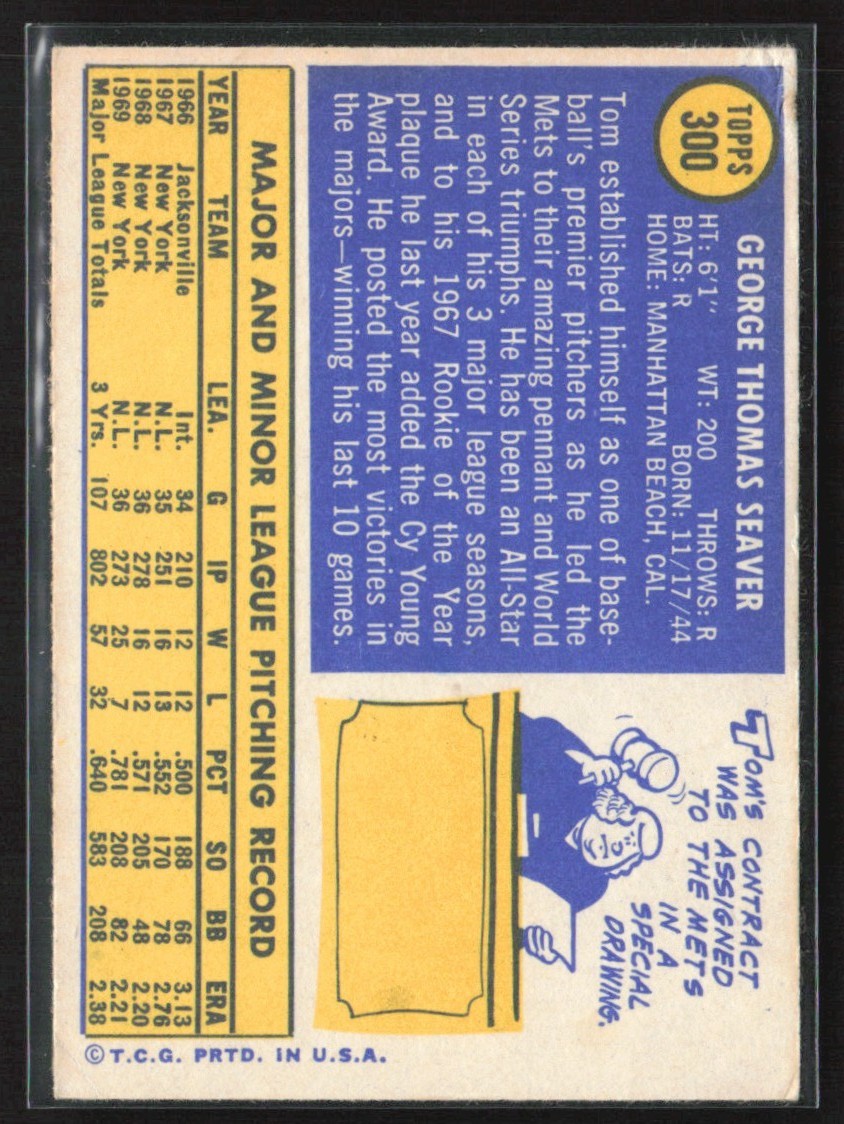 TOPPS
300
GEORGE THOMAS SEAVER
HT: 6'1" WT: 200 THROWS: R
BATS: R BORN: 11/17/44
HOME: MANHATTAN BEACH, CAL.
Tom established himself as one of base-
ball's premier pitchers as he led the
Mets to their amazing pennant and World
Series triumphs. He has been an All-Star
in each of his 3 major league seasons,
and to his 1967 Rookie of the Year
plaque he last year added the Cy Young
Award. He posted the most victories in
the majors—winning his last 10 games.
TOM'S CONTRACT
WAS ASSIGNED
TO THE METS
IN A
SPECIAL
DRAWING.
MAJOR AND MINOR LEAGUE PITCHING RECORD
YEAR TEAM LEA. G IP W L PCT SO BB ERA
1966 Jacksonville Int. 34 210 12 12 .500 188 66 3.13
1967 New York N.L. 35 251 16 13 .552 170 78 2.76
1968 New York N.L. 36 278 16 12 .571 205 48 2.20
1969 New York N.L. 36 273 25 7 .781 208 82 2.21
Major League Totals 3 Yrs. 107 802 57 32 .640 583 208 2.38
© T.C.G. PRTD. IN U.S.A.